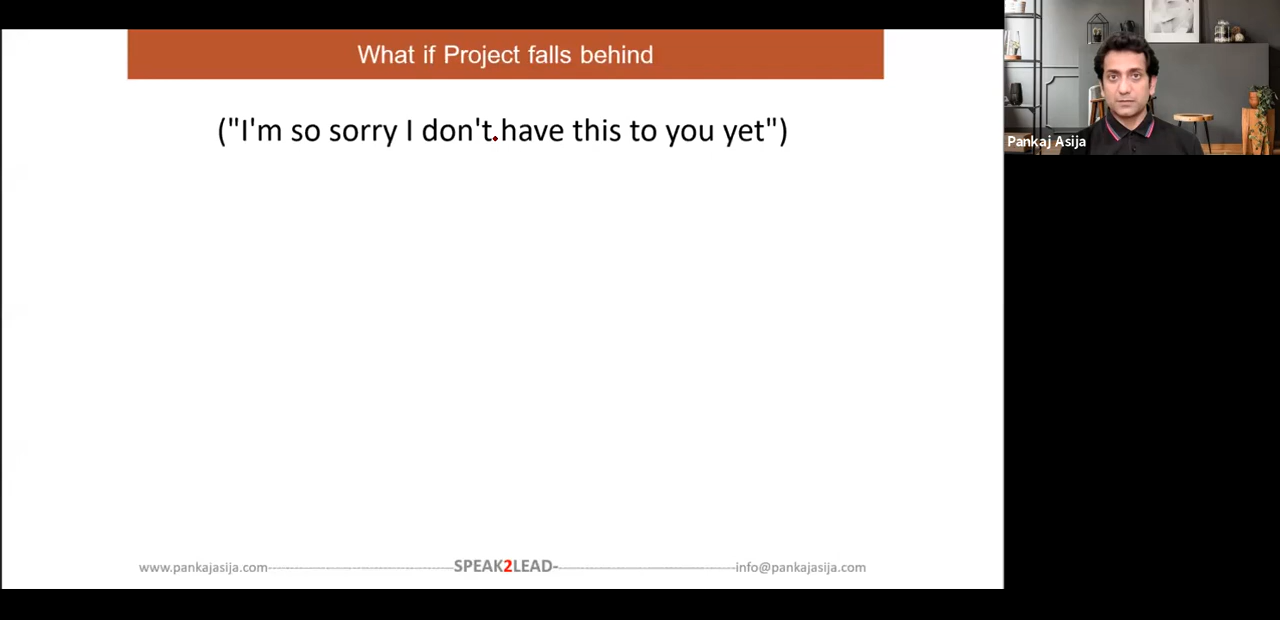 What if Project falls behind
("I'm so sorry I don't have this to you yet")
Pankaj Asija
www.pankajasija.com SPEAK2LEAD- info@pankajasija.com